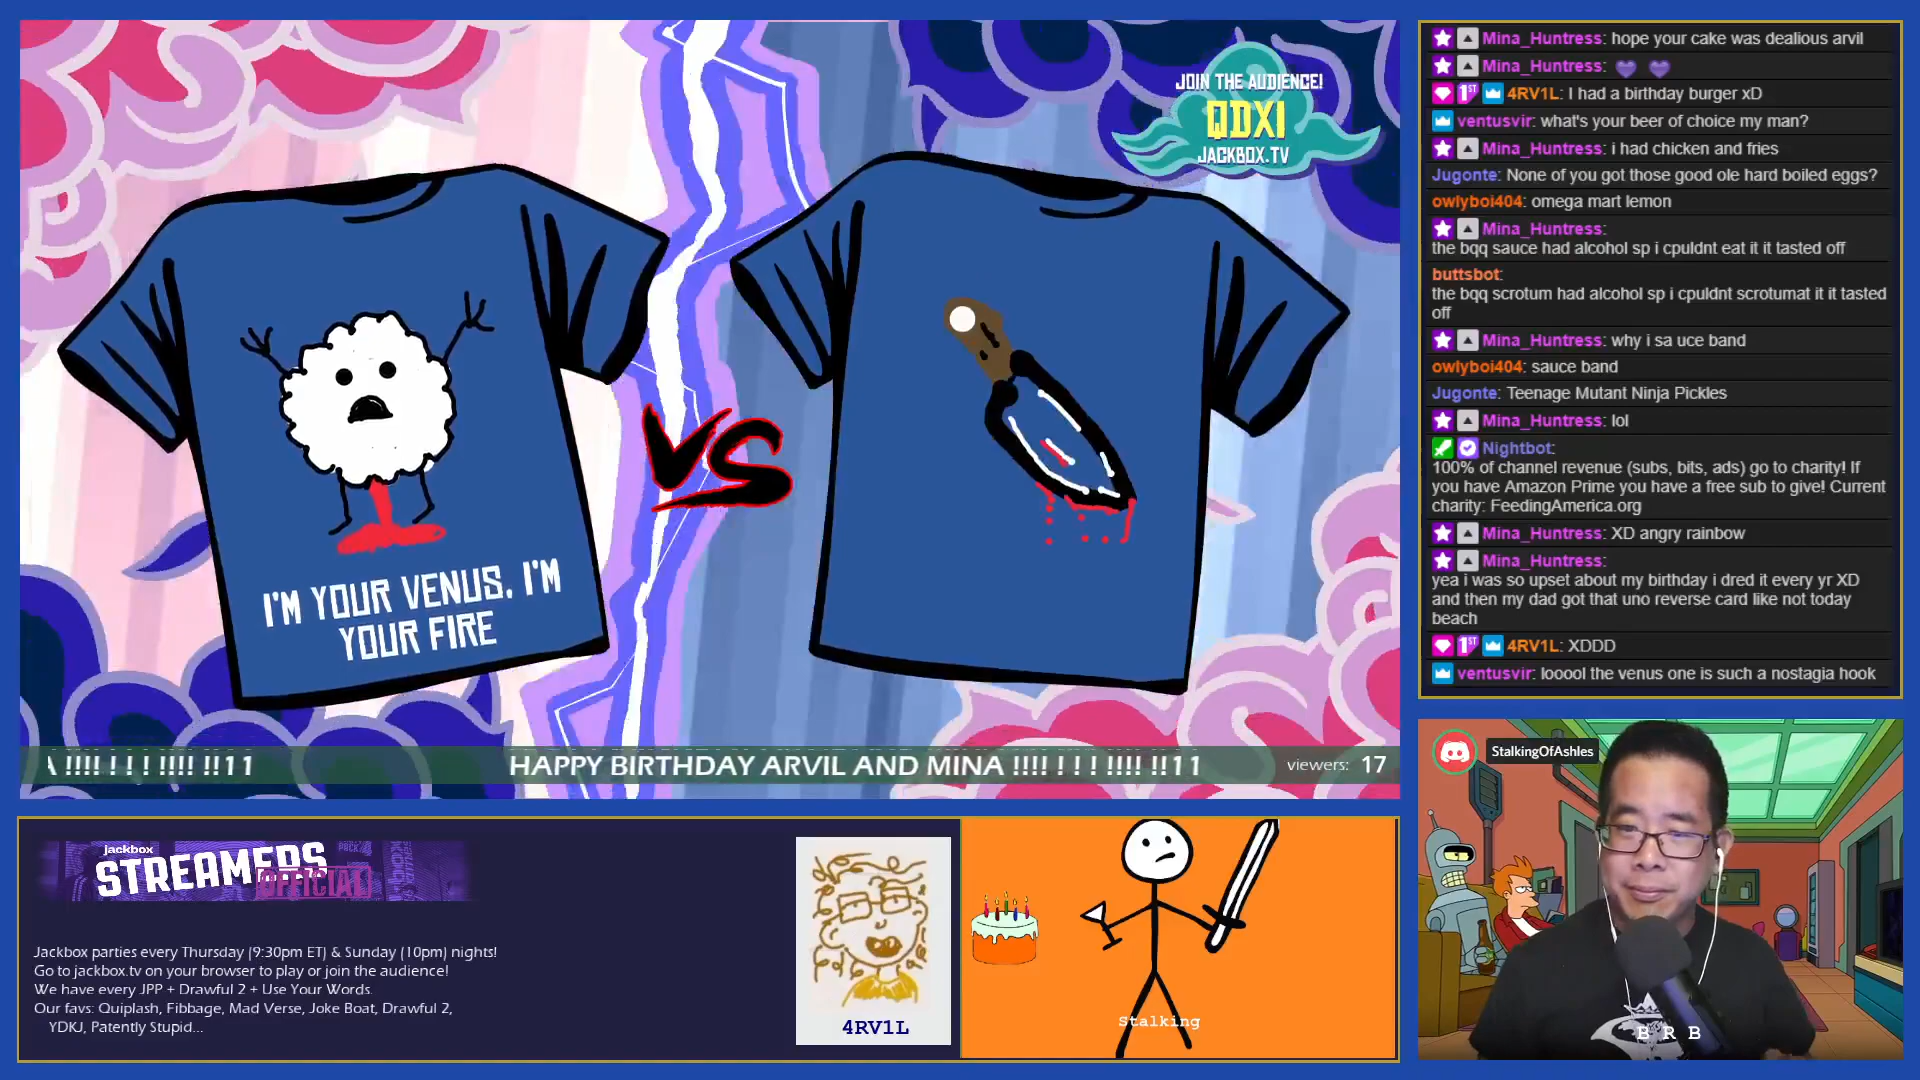 JOIN THE AUDIENCE!
QDXI
JACKBOX.TV
I'M YOUR VENUS, I'M
YOUR FIRE
VS
A !!!! ! ! ! !!!! !!11
HAPPY BIRTHDAY ARVIL AND MINA !!!! ! ! ! !!!! !!11
viewers: 17
Mina_Huntress: hope your cake was dealious arvil
Mina_Huntress:
4RV1L: I had a birthday burger xD
ventusvir: what's your beer of choice my man?
Mina_Huntress: i had chicken and fries
Jugonte: None of you got those good ole hard boiled eggs?
owlyboi404: omega mart lemon
Mina_Huntress:
the bqq sauce had alcohol sp i cpuldnt eat it it tasted off
buttsbot:
the bqq scrotum had alcohol sp i cpuldnt scrotumat it it tasted
off
Mina_Huntress: why i sa uce band
owlyboi404: sauce band
Jugonte: Teenage Mutant Ninja Pickles
Mina_Huntress: lol
Nightbot:
100% of channel revenue (subs, bits, ads) go to charity! If
you have Amazon Prime you have a free sub to give! Current
charity: FeedingAmerica.org
Mina_Huntress: XD angry rainbow
Mina_Huntress:
yea i was so upset about my birthday i dred it every yr XD
and then my dad got that uno reverse card like not today
beach
1ST 4RV1L: XDDD
ventusvir: looool the venus one is such a nostagia hook
jackbox
STREAMERS
OFFICIAL
Jackbox parties every Thursday (9:30pm ET) & Sunday (10pm) nights!
Go to jackbox.tv on your browser to play or join the audience!
We have every JPP + Drawful 2 + Use Your Words.
Our favs: Quiplash, Fibbage, Mad Verse, Joke Boat, Drawful 2,
YDKJ, Patently Stupid...
4RV1L
Stalking
StalkingOfAshles
B R B